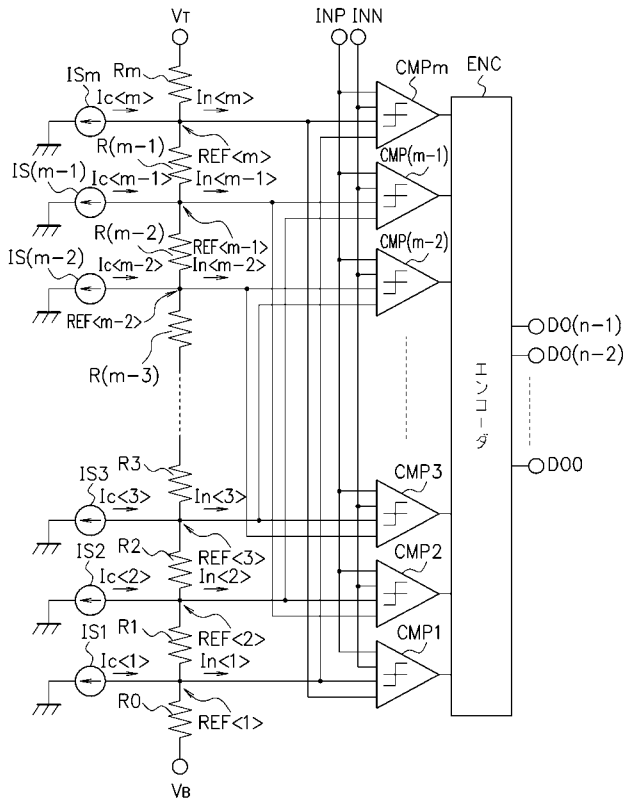 VT
INP INN
Rm
CMPm
ENC
ISm
Ic<m>
In<m>
R(m-1)
REF<m>
IS(m-1)
Ic<m-1>
In<m-1>
CMP(m-1)
R(m-2)
REF<m-1>
IS(m-2)
Ic<m-2>
In<m-2>
CMP(m-2)
REF<m-2>
R(m-3)
DO(n-1)
DO(n-2)
エンコーダ
DO0
R3
IS3
Ic<3>
In<3>
CMP3
R2
REF<3>
IS2
Ic<2>
In<2>
CMP2
R1
REF<2>
IS1
Ic<1>
In<1>
CMP1
R0
REF<1>
VB